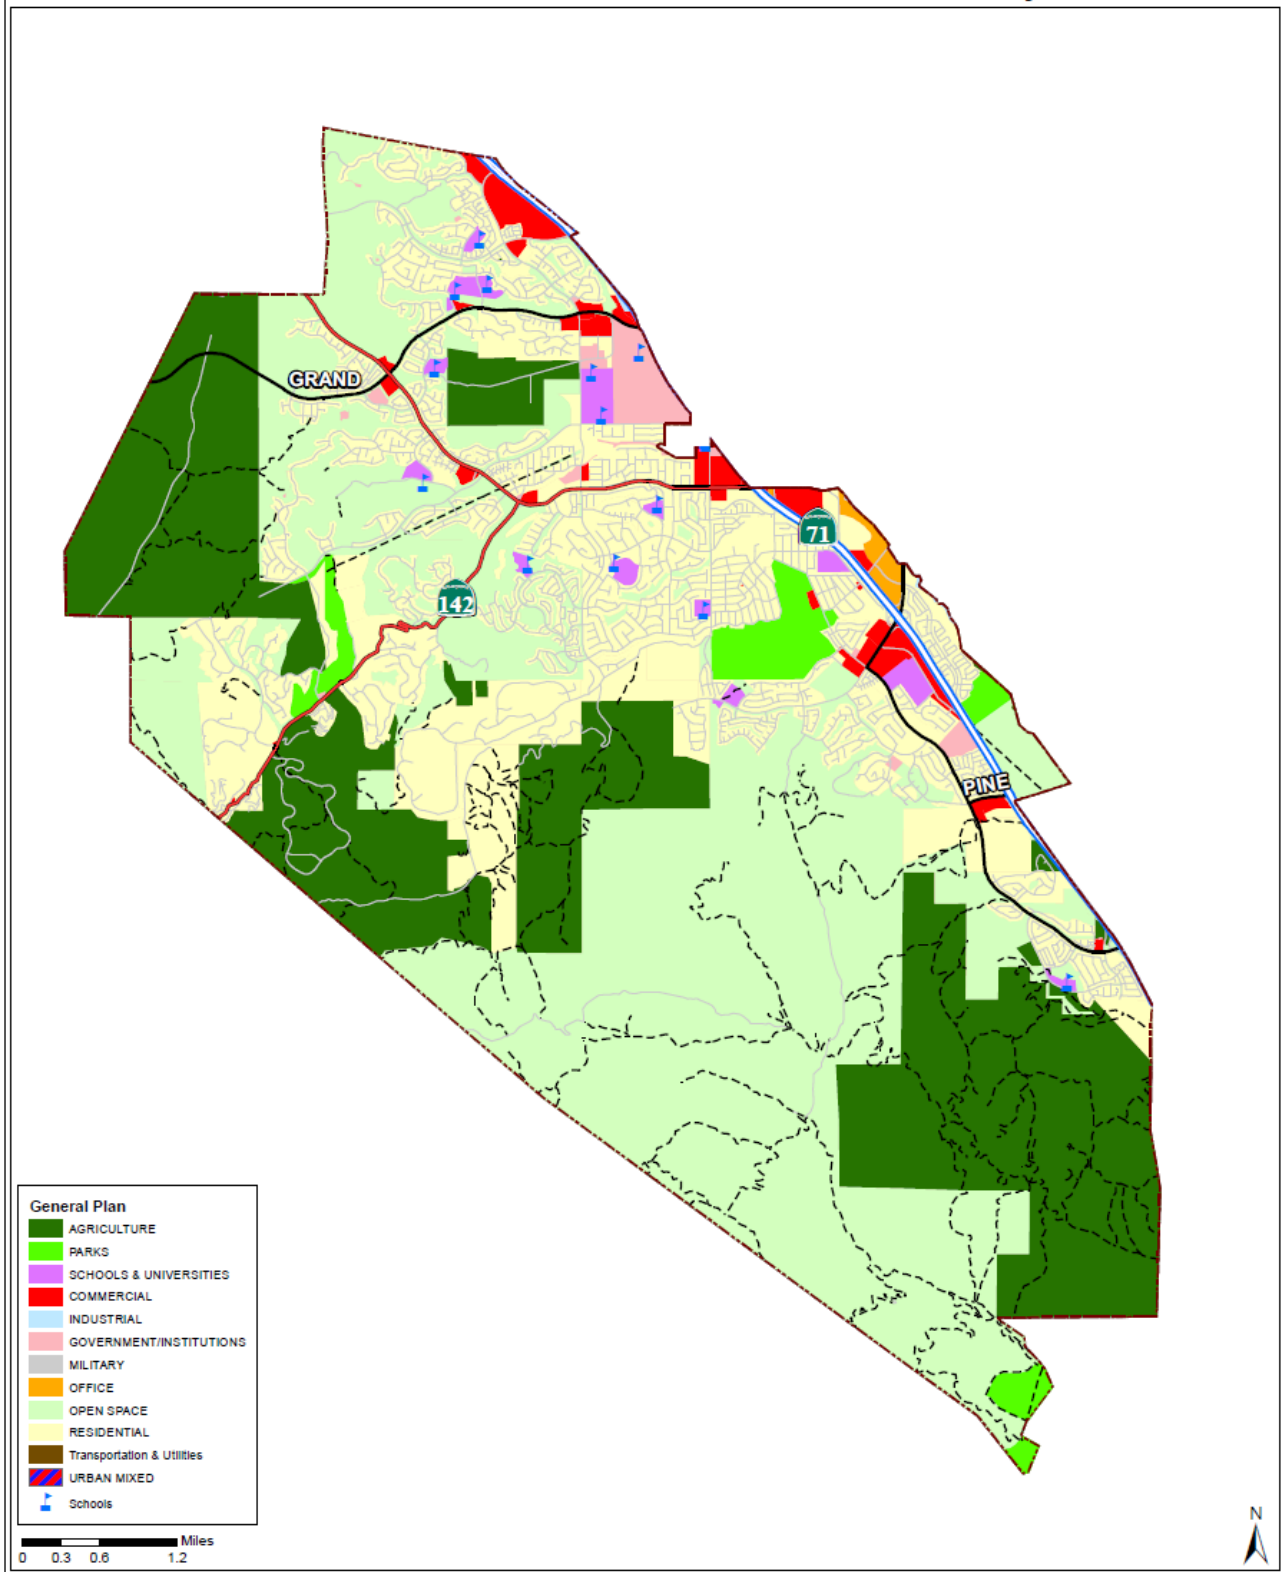 GRAND
71
142
PINE
General Plan
AGRICULTURE
PARKS
SCHOOLS & UNIVERSITIES
COMMERCIAL
INDUSTRIAL
GOVERNMENT/INSTITUTIONS
MILITARY
OFFICE
OPEN SPACE
RESIDENTIAL
Transportation & Utilities
URBAN MIXED
Schools
Miles
0 0.3 0.6 1.2
N